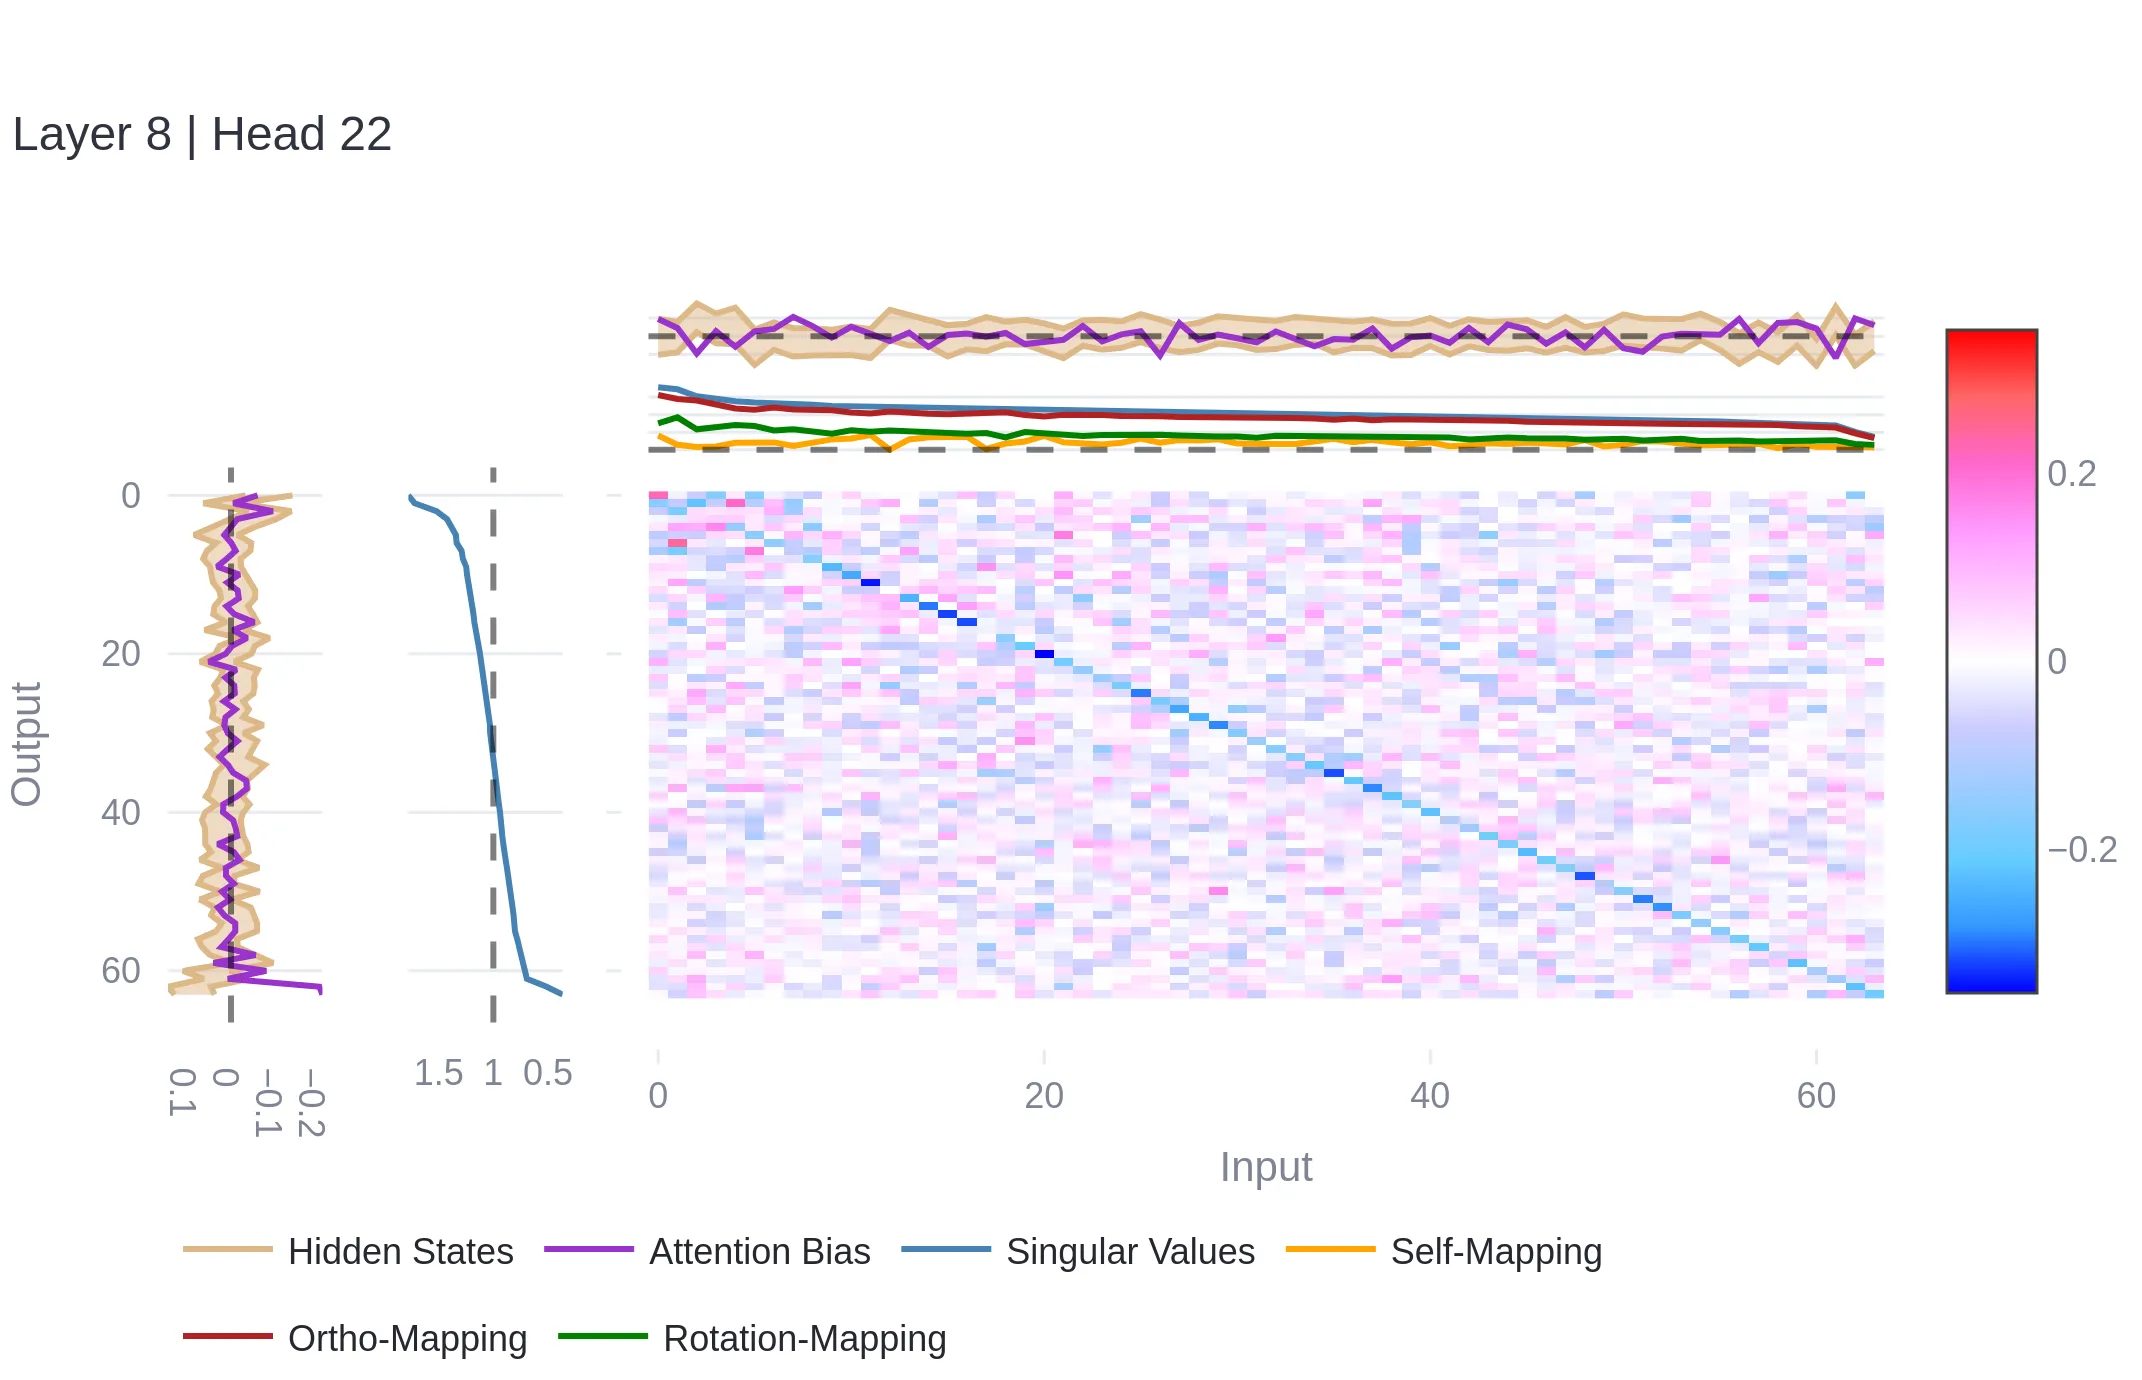 Layer 8 | Head 22
0.2
0
−0.2
0
20
40
60
Output
0.1
0
−0.1
−0.2
1.5
1
0.5
0
20
40
60
Input
Hidden States
Attention Bias
Singular Values
Self-Mapping
Ortho-Mapping
Rotation-Mapping